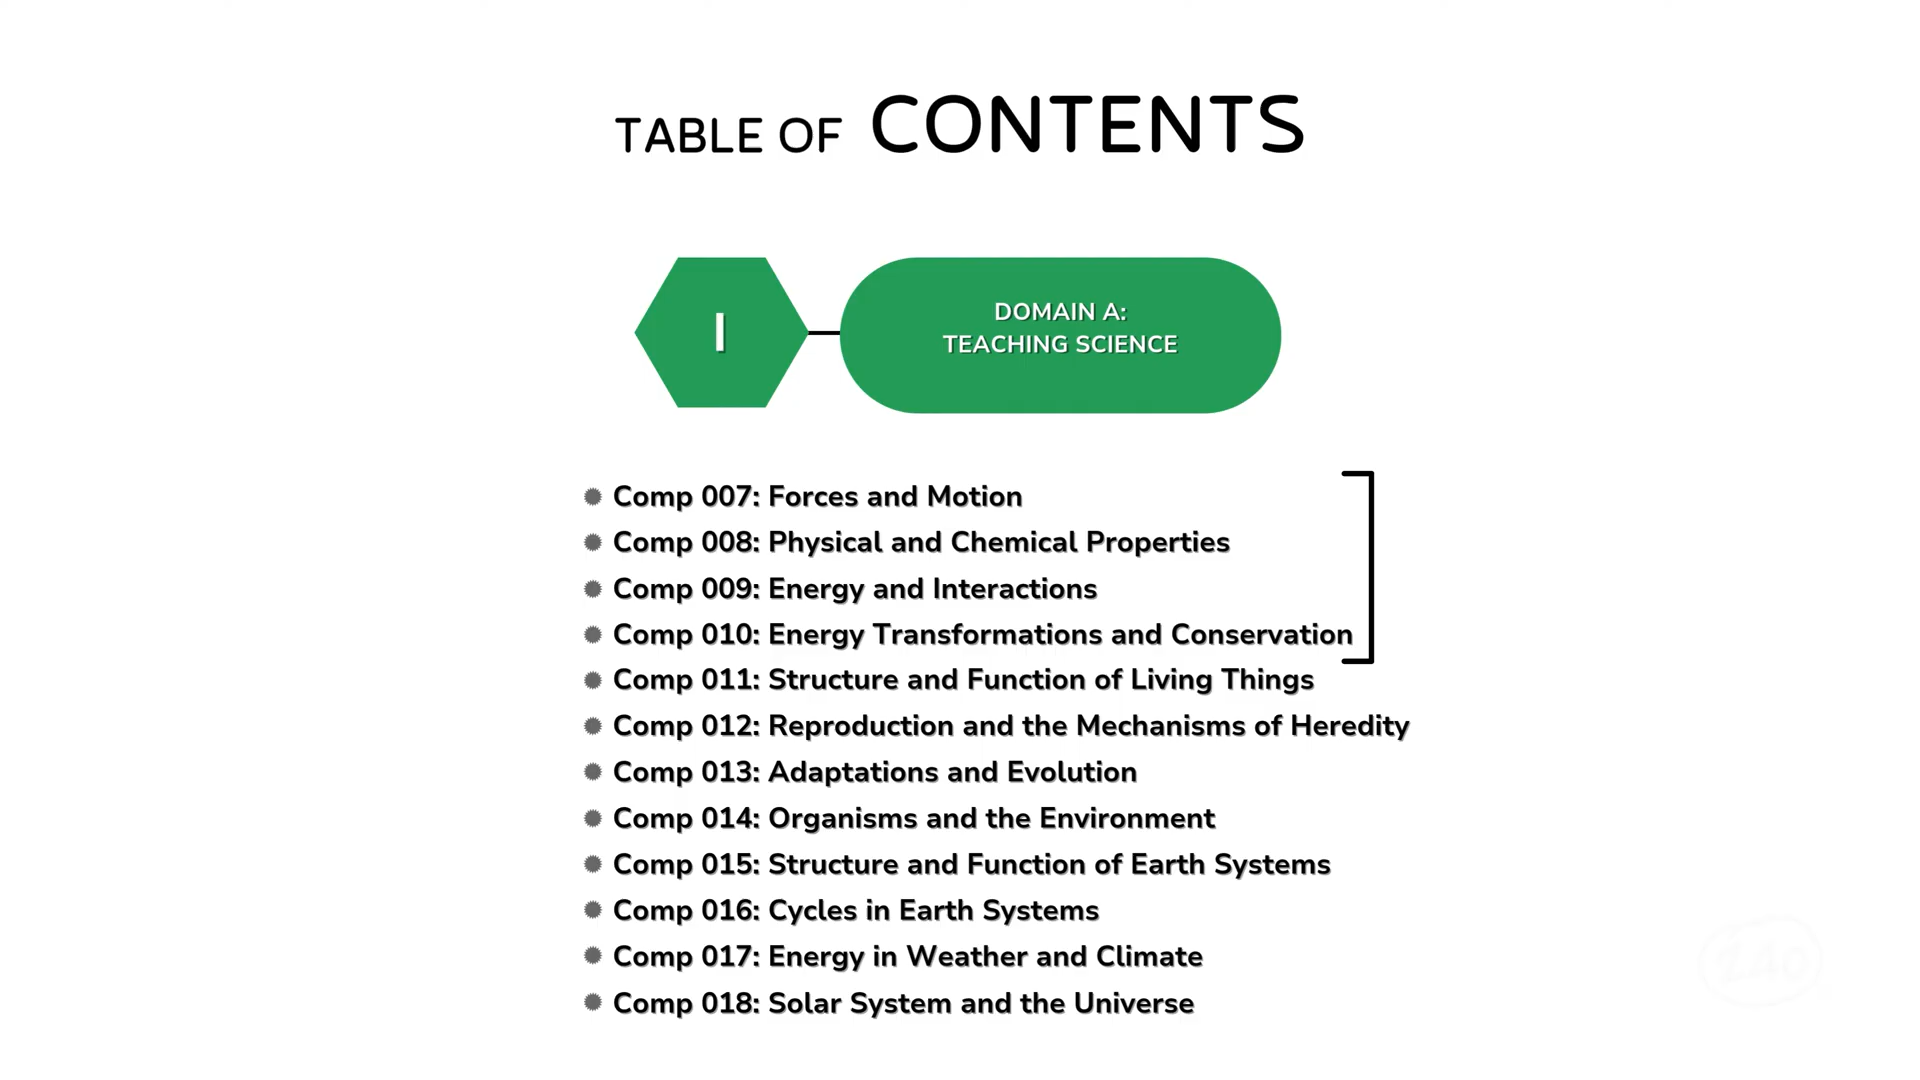 TABLE OF CONTENTS
I
DOMAIN A:
TEACHING SCIENCE
Comp 007: Forces and Motion
Comp 008: Physical and Chemical Properties
Comp 009: Energy and Interactions
Comp 010: Energy Transformations and Conservation
Comp 011: Structure and Function of Living Things
Comp 012: Reproduction and the Mechanisms of Heredity
Comp 013: Adaptations and Evolution
Comp 014: Organisms and the Environment
Comp 015: Structure and Function of Earth Systems
Comp 016: Cycles in Earth Systems
Comp 017: Energy in Weather and Climate
Comp 018: Solar System and the Universe